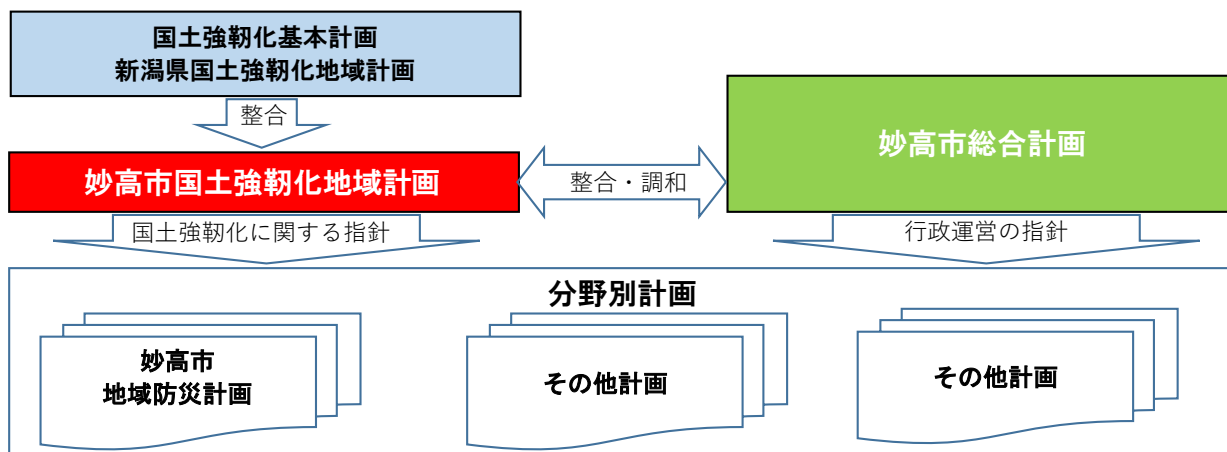 国土強靭化基本計画
新潟県国土強靭化地域計画
整合
妙高市総合計画
妙高市国土強靭化地域計画
整合・調和
国土強靭化に関する指針
行政運営の指針
分野別計画
妙高市
地域防災計画
その他計画
その他計画